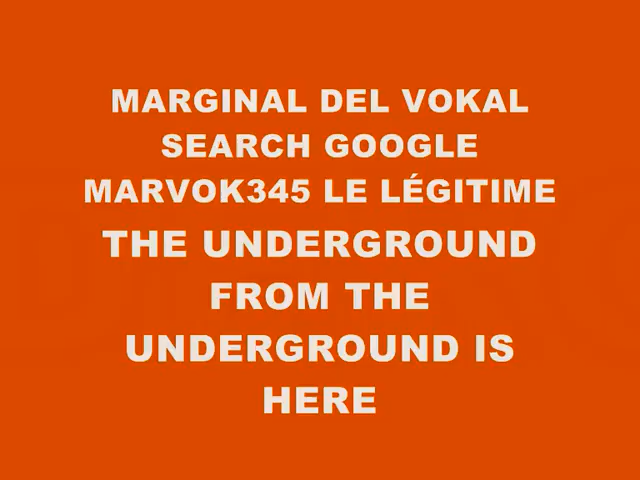 MARGINAL DEL VOKAL
SEARCH GOOGLE
MARVOK345 LE LÉGITIME
THE UNDERGROUND
FROM THE
UNDERGROUND IS
HERE